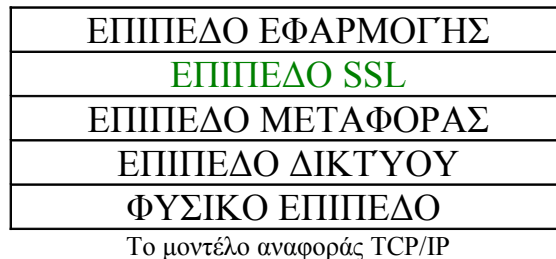 ΕΠΙΠΕΔΟ ΕΦΑΡΜΟΓΉΣ
ΕΠΙΠΕΔΟ SSL
ΕΠΙΠΕΔΟ ΜΕΤΑΦΟΡΑΣ
ΕΠΙΠΕΔΟ ΔΙΚΤΎΟΥ
ΦΥΣΙΚΟ ΕΠΙΠΕΔΟ
Το μοντέλο αναφοράς TCP/IP